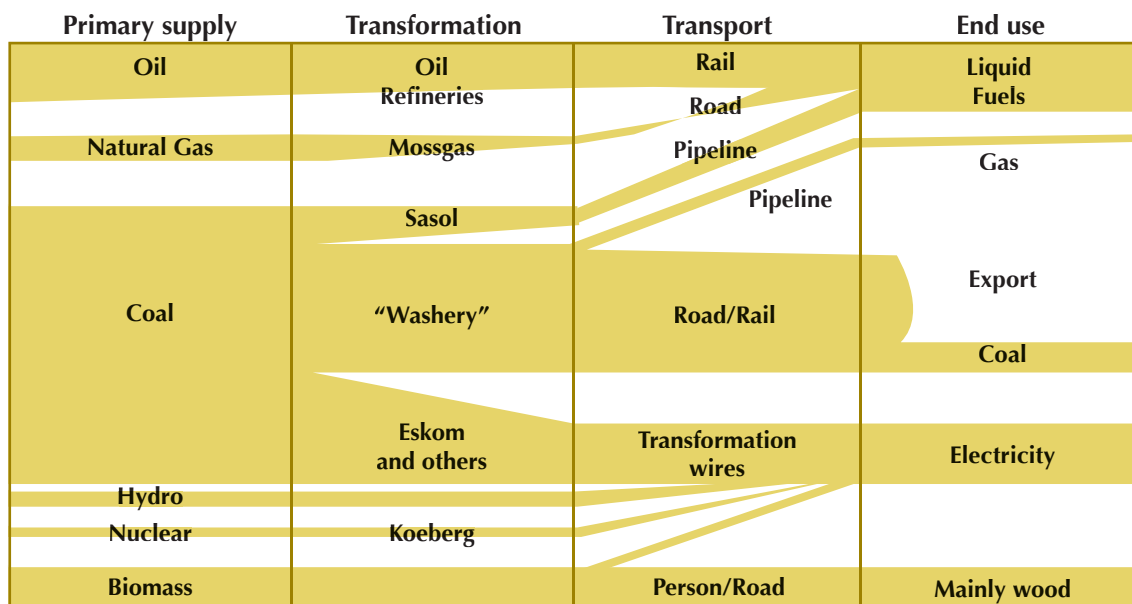 Primary supply
Transformation
Transport
End use
Oil
Oil
Refineries
Rail
Road
Liquid
Fuels
Natural Gas
Mossgas
Pipeline
Gas
Pipeline
Sasol
Coal
“Washery”
Road/Rail
Export
Coal
Eskom
and others
Transformation
wires
Electricity
Hydro
Nuclear
Koeberg
Biomass
Person/Road
Mainly wood